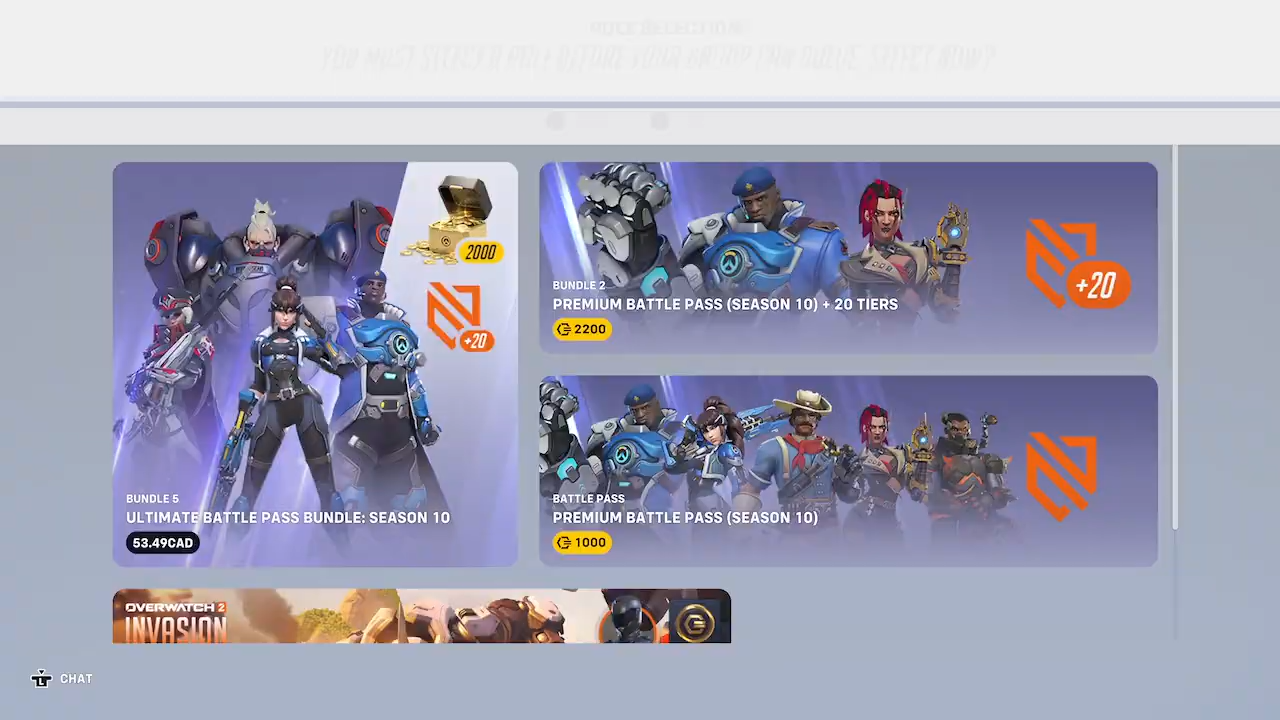 2000
+20
BUNDLE 5
ULTIMATE BATTLE PASS BUNDLE: SEASON 10
53.49CAD
BUNDLE 2
PREMIUM BATTLE PASS (SEASON 10) + 20 TIERS
2200
+20
BATTLE PASS
PREMIUM BATTLE PASS (SEASON 10)
1000
OVERWATCH 2
INVASION
L CHAT